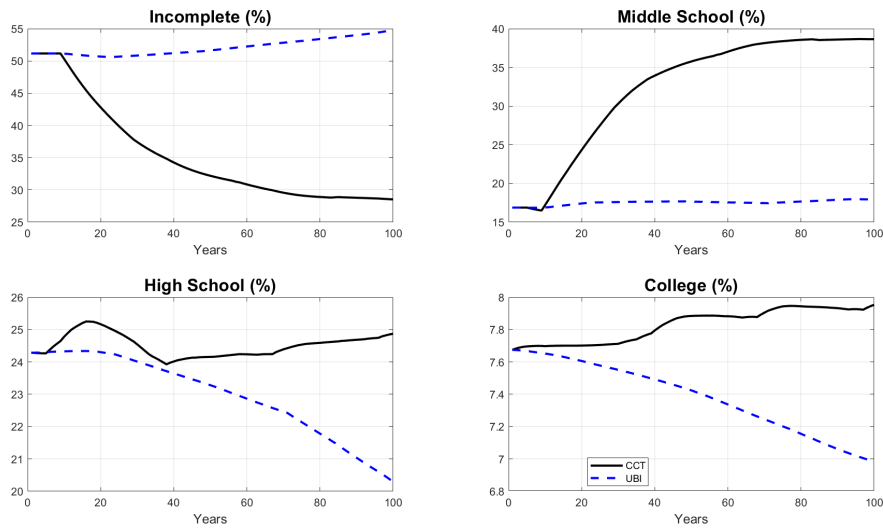 Incomplete (%)
55
50
45
40
35
30
25
0 20 40 60 80 100
Years
Middle School (%)
40
35
30
25
20
15
0 20 40 60 80 100
Years
High School (%)
26
25
24
23
22
21
20
0 20 40 60 80 100
Years
College (%)
8
7.8
7.6
7.4
7.2
7
6.8
0 20 40 60 80 100
Years
CCT
UBI